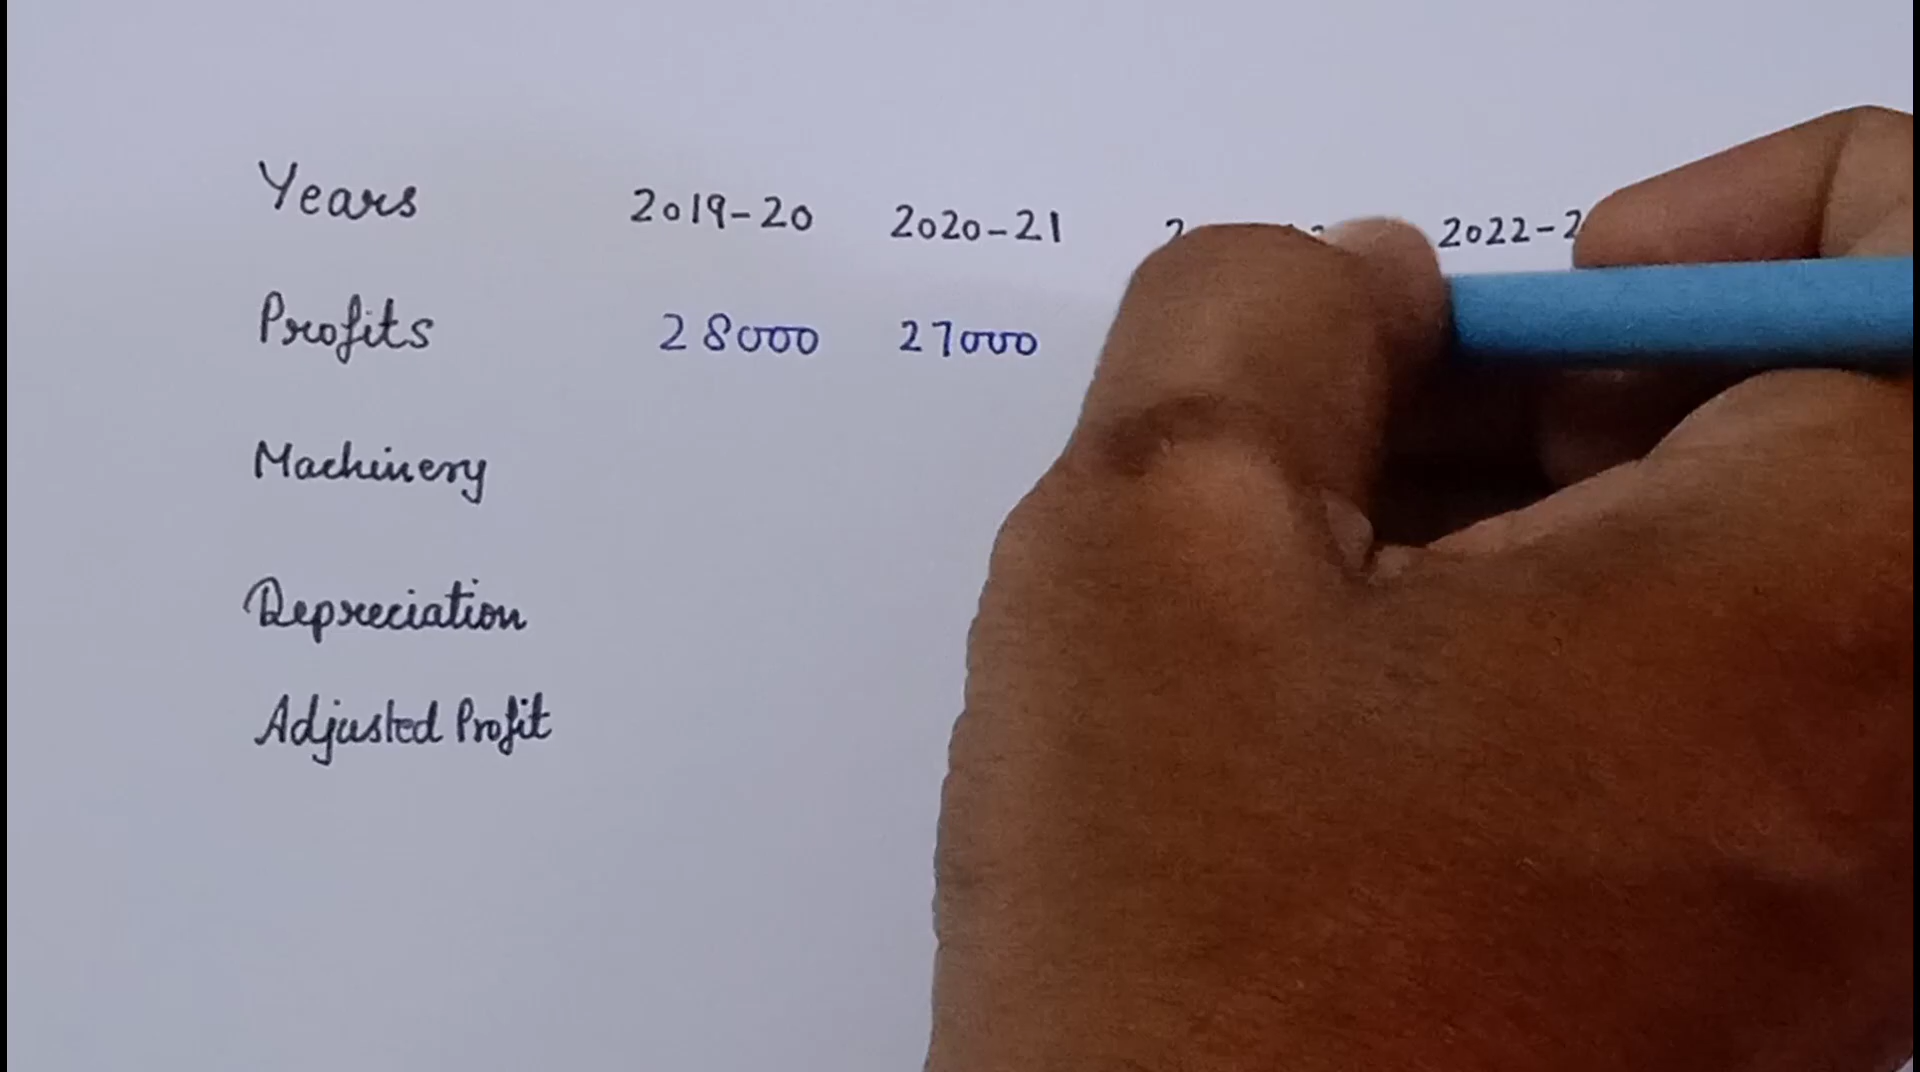 Years 2019-20 2020-21 2022-2
Profits 28000 27000
Machinery
Depreciation
Adjusted Profit